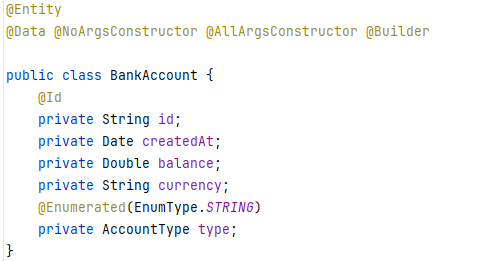 @Entity
@Data @NoArgsConstructor @AllArgsConstructor @Builder
public class BankAccount {
@Id
private String id;
private Date createdAt;
private Double balance;
private String currency;
@Enumerated(EnumType.STRING)
private AccountType type;
}